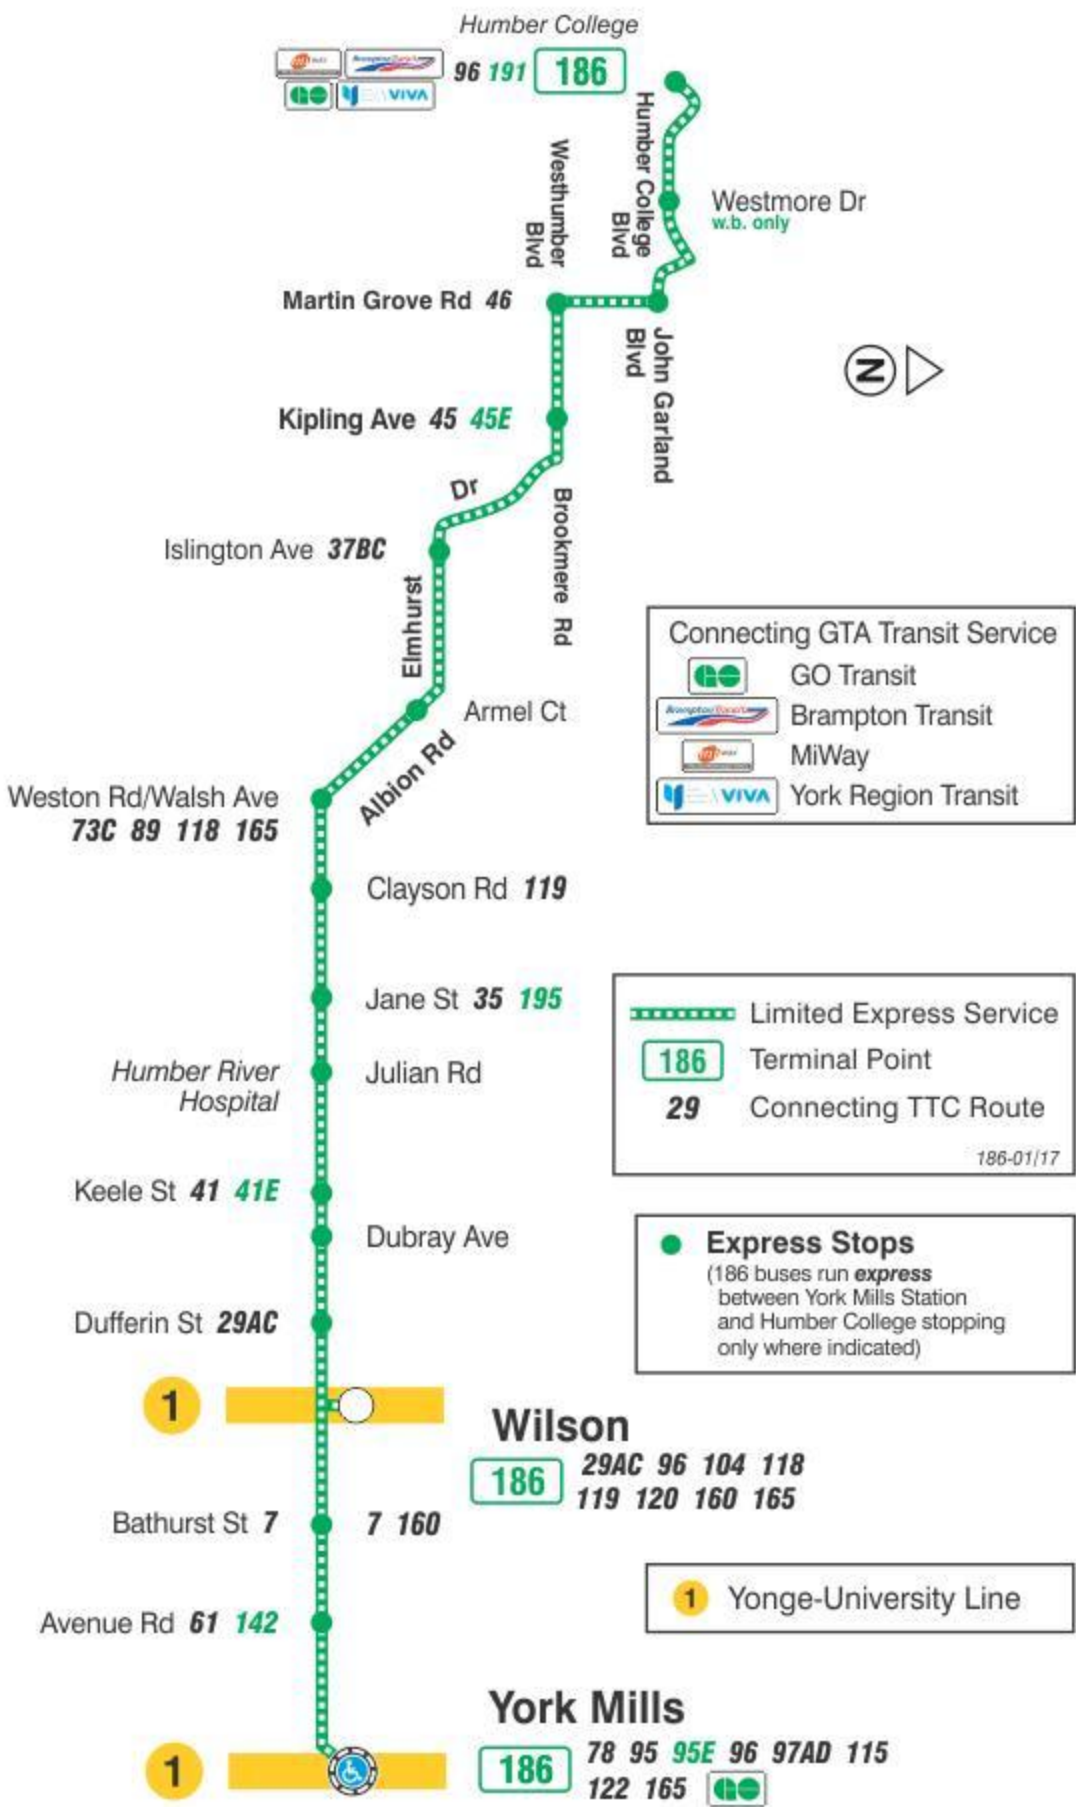 Humber College
96 191 186
VIVA
Humber College
Blvd
Westhumber
Blvd
Westmore Dr
w.b. only
Martin Grove Rd 46
John Garland
Blvd
N
Kipling Ave 45 45E
Dr
Brookmere Rd
Islington Ave 37BC
Elmhurst
Armel Ct
Albion Rd
Connecting GTA Transit Service
GO Transit
Brampton Transit
MiWay
VIVA York Region Transit
Weston Rd/Walsh Ave
73C 89 118 165
Clayson Rd 119
Jane St 35 195
Humber River
Hospital
Julian Rd
Limited Express Service
186 Terminal Point
29 Connecting TTC Route
186-01/17
Keele St 41 41E
Dubray Ave
Dufferin St 29AC
Express Stops
(186 buses run express
between York Mills Station
and Humber College stopping
only where indicated)
1
Wilson
186 29AC 96 104 118
119 120 160 165
Bathurst St 7 7 160
1 Yonge-University Line
Avenue Rd 61 142
York Mills
1
186 78 95 95E 96 97AD 115
122 165 GO